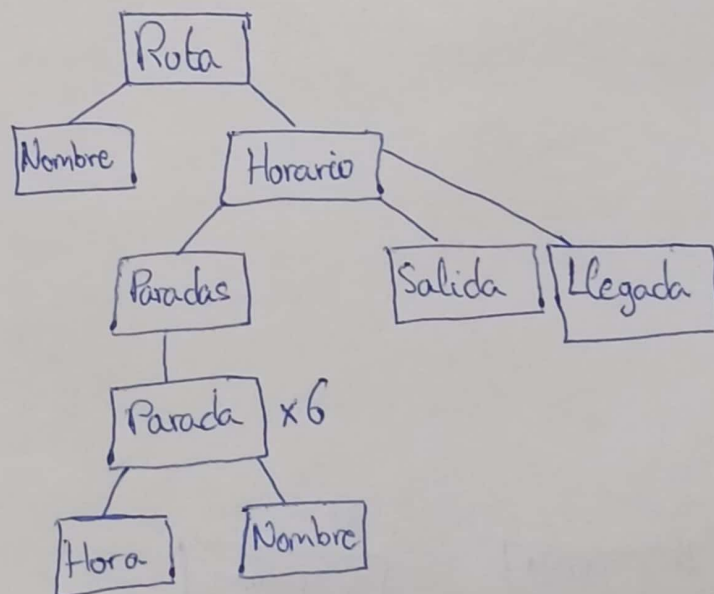 Ruta
Nombre
Horario
Paradas
Salida
Llegada
Parada x6
Hora
Nombre